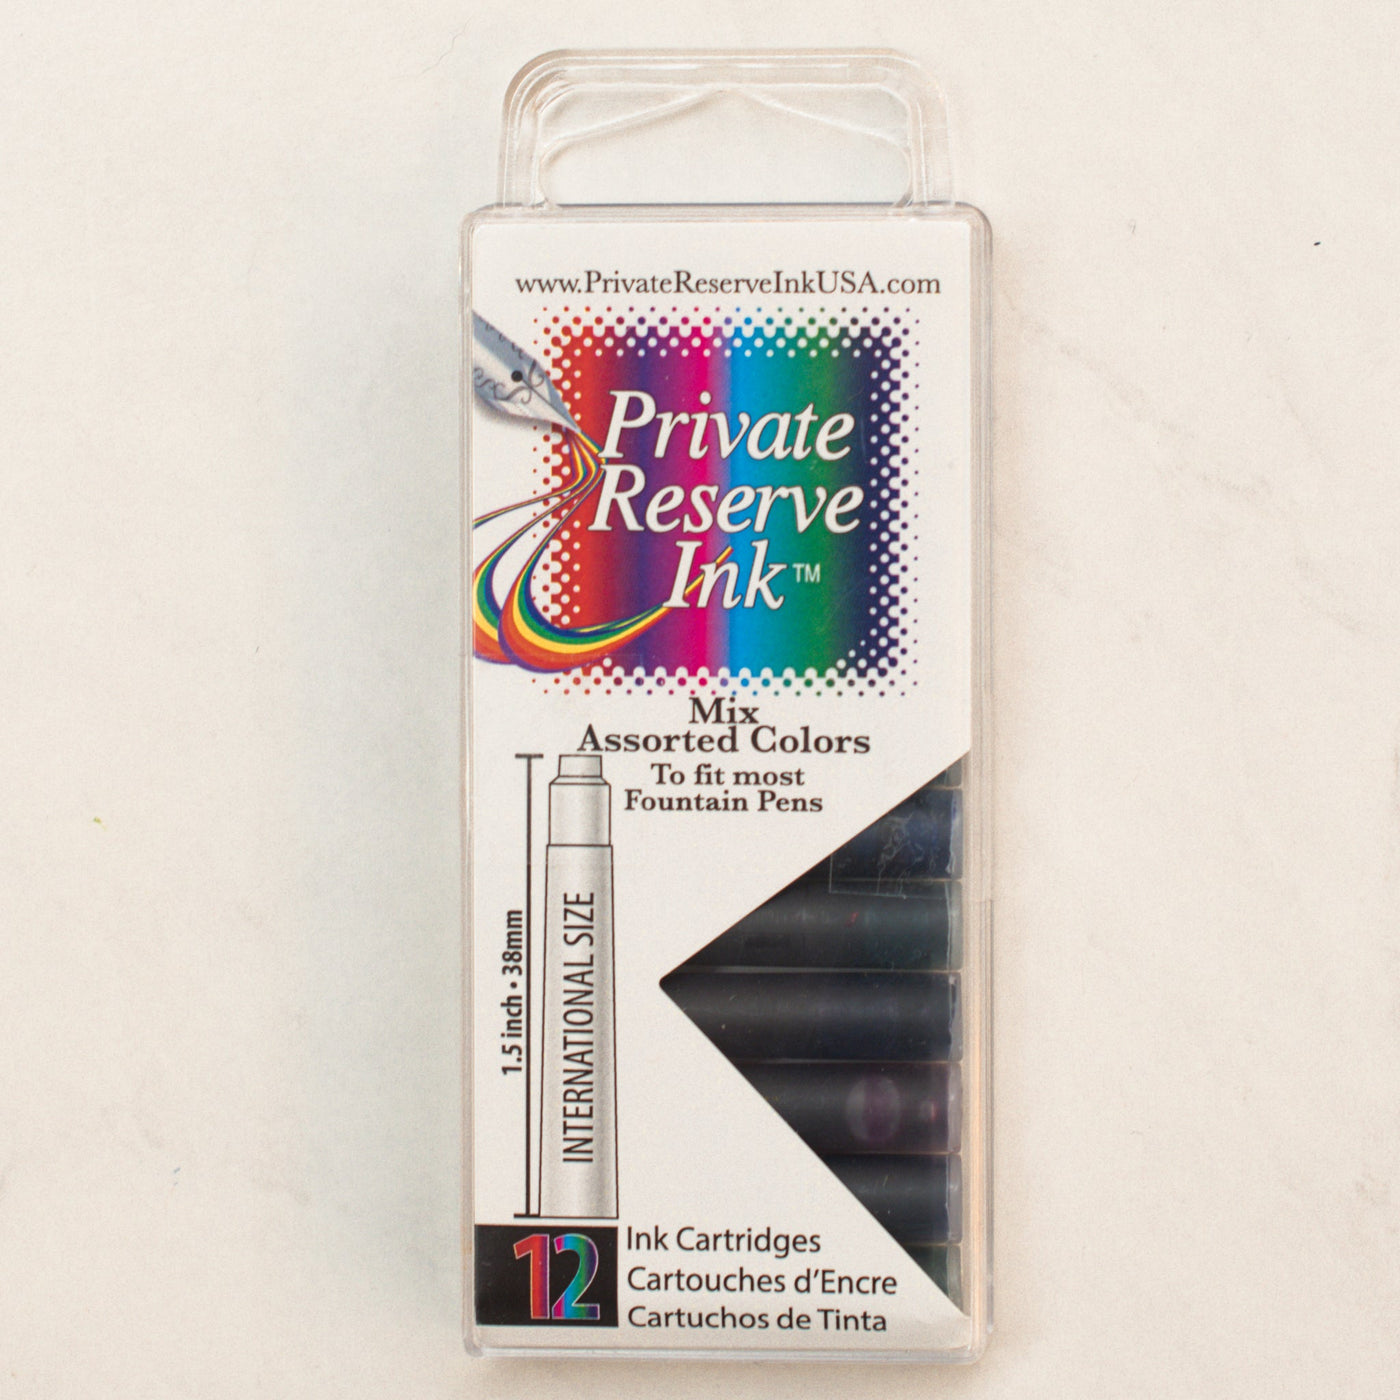 www.PrivateReserveInkUSA.com
Private
Reserve
Ink™
Mix
Assorted Colors
To fit most
Fountain Pens
1.5 inch • 38mm
INTERNATIONAL SIZE
12
Ink Cartridges
Cartouches d'Encre
Cartuchos de Tinta